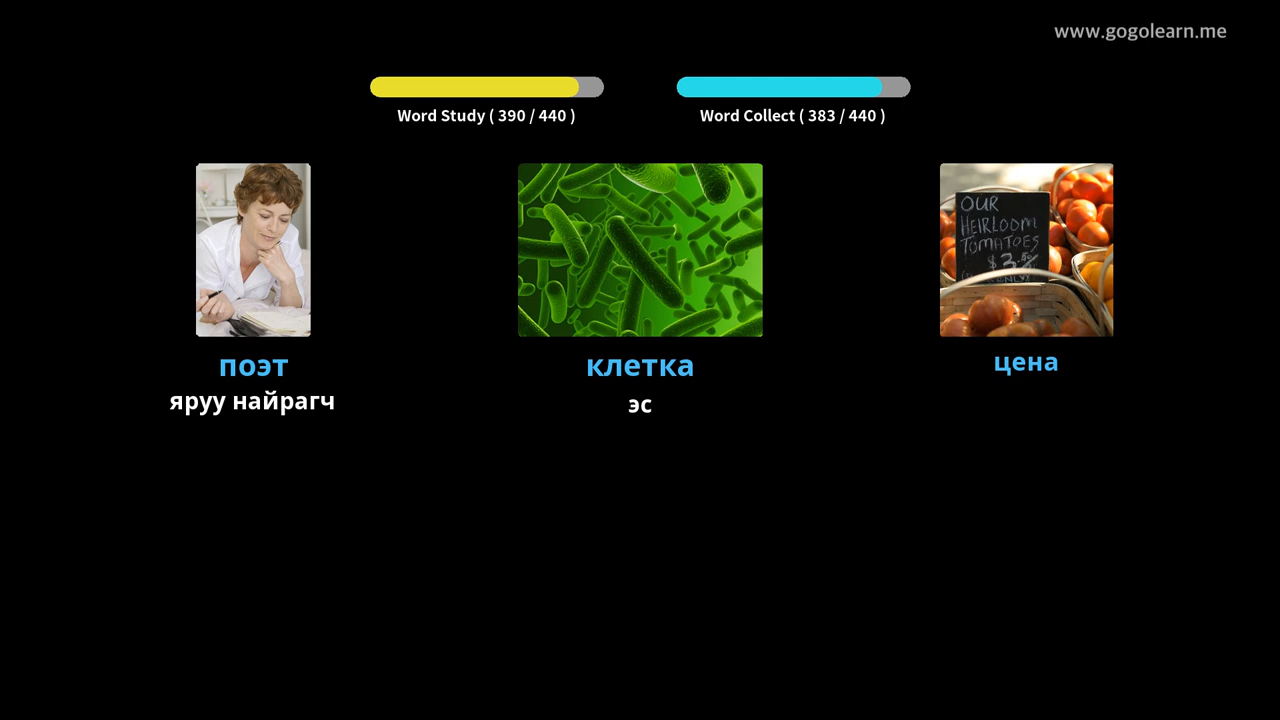 www.gogolearn.me
Word Study ( 390 / 440 )
Word Collect ( 383 / 440 )
OUR
HEIRLOOM
TOMATOES
$3
поэт
клетка
цена
яруу найрагч
эс